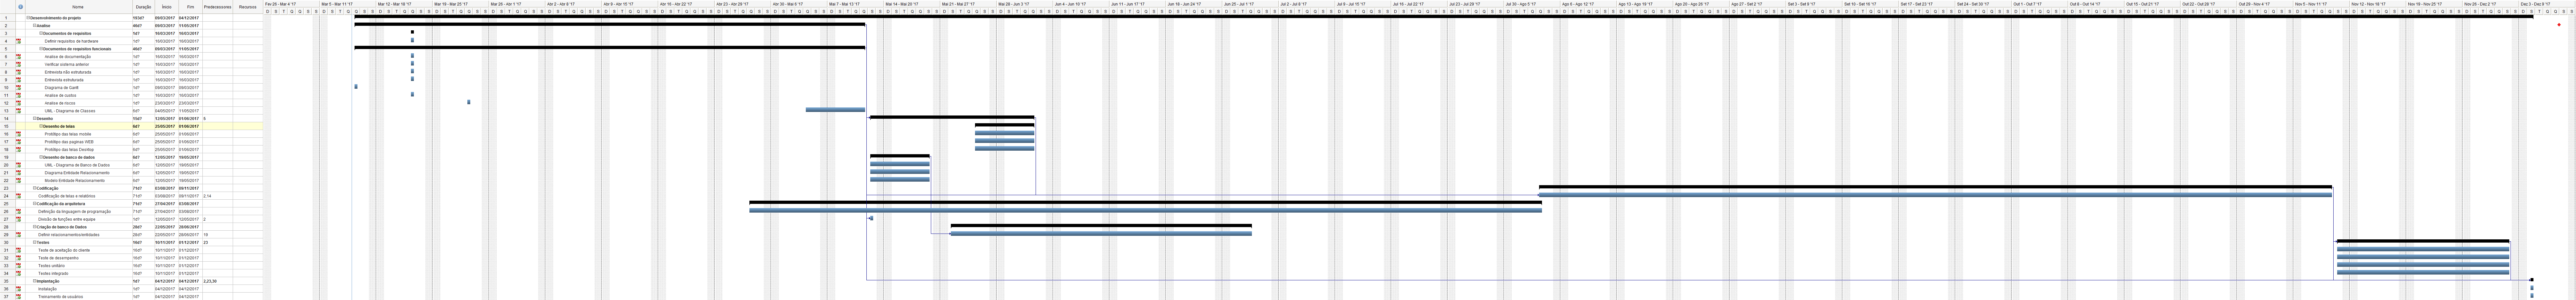 Nome Duração Início Fim Predecessores Recursos
Fev 26 - Mar 4 '17 Mar 5 - Mar 11 '17 Mar 12 - Mar 18 '17 Mar 19 - Mar 25 '17 Mar 26 - Abr 1 '17 Abr 2 - Abr 8 '17 Abr 9 - Abr 15 '17 Abr 16 - Abr 22 '17 Abr 23 - Abr 29 '17 Abr 30 - Mai 6 '17 Mai 7 - Mai 13 '17 Mai 14 - Mai 20 '17 Mai 21 - Mai 27 '17 Mai 28 - Jun 3 '17 Jun 4 - Jun 10 '17 Jun 11 - Jun 17 '17 Jun 18 - Jun 24 '17 Jun 25 - Jul 1 '17 Jul 2 - Jul 8 '17 Jul 9 - Jul 15 '17 Jul 16 - Jul 22 '17 Jul 23 - Jul 29 '17 Jul 30 - Ago 5 '17 Ago 6 - Ago 12 '17 Ago 13 - Ago 19 '17 Ago 20 - Ago 26 '17 Ago 27 - Set 2 '17 Set 3 - Set 9 '17 Set 10 - Set 16 '17 Set 17 - Set 23 '17 Set 24 - Set 30 '17 Out 1 - Out 7 '17 Out 8 - Out 14 '17 Out 15 - Out 21 '17 Out 22 - Out 28 '17 Out 29 - Nov 4 '17 Nov 5 - Nov 11 '17 Nov 12 - Nov 18 '17 Nov 19 - Nov 25 '17 Nov 26 - Dez 2 '17 Dez 3 - Dez 9 '17
1 Desenvolvimento do projeto 193d? 09/03/2017 04/12/2017
2 Analise 46d? 09/03/2017 11/05/2017
3 Documentos de requisitos 1d? 16/03/2017 16/03/2017
4 Definir requisitos de hardware 1d? 16/03/2017 16/03/2017
5 Documentos de requisitos funcionais 46d? 09/03/2017 11/05/2017
6 Analise de documentação 1d? 16/03/2017 16/03/2017
7 Verificar sistema anterior 1d? 16/03/2017 16/03/2017
8 Entrevista não estruturada 1d? 16/03/2017 16/03/2017
9 Entrevista estruturada 1d? 16/03/2017 16/03/2017
10 Diagrama de Gantt 1d? 09/03/2017 09/03/2017
11 Analise de custos 1d? 16/03/2017 16/03/2017
12 Analise de riscos 1d? 23/03/2017 23/03/2017
13 UML - Diagrama de Classes 6d? 04/05/2017 11/05/2017
14 Desenho 15d? 12/05/2017 01/06/2017 5
15 Desenho de telas 6d? 25/05/2017 01/06/2017
16 Protótipo das telas mobile 6d? 25/05/2017 01/06/2017
17 Protótipo das paginas WEB 6d? 25/05/2017 01/06/2017
18 Protótipo das telas Desktop 6d? 25/05/2017 01/06/2017
19 Desenho de banco de dados 6d? 12/05/2017 19/05/2017
20 UML - Diagrama de Banco de Dados 6d? 12/05/2017 19/05/2017
21 Diagrama Entidade Relacionamento 6d? 12/05/2017 19/05/2017
22 Modelo Entidade Relacionamento 6d? 12/05/2017 19/05/2017
23 Codificação 71d? 03/08/2017 09/11/2017
24 Codificação de telas e relatórios 71d? 03/08/2017 09/11/2017 2;14
25 Codificação da arquitetura 71d? 27/04/2017 03/08/2017
26 Definição da linguagem de programação 71d? 27/04/2017 03/08/2017
27 Divisão de funções entre equipe 1d? 12/05/2017 12/05/2017 2
28 Criação de banco de Dados 28d? 22/05/2017 28/06/2017
29 Definir relacionamentos/entidades 28d? 22/05/2017 28/06/2017 19
30 Testes 16d? 10/11/2017 01/12/2017 23
31 Teste de aceitação do cliente 16d? 10/11/2017 01/12/2017
32 Teste de desempenho 16d? 10/11/2017 01/12/2017
33 Testes unitário 16d? 10/11/2017 01/12/2017
34 Testes integrado 16d? 10/11/2017 01/12/2017
35 Implantação 1d? 04/12/2017 04/12/2017 2;23;30
36 Instalação 1d? 04/12/2017 04/12/2017
37 Treinamento de usuários 1d? 04/12/2017 04/12/2017